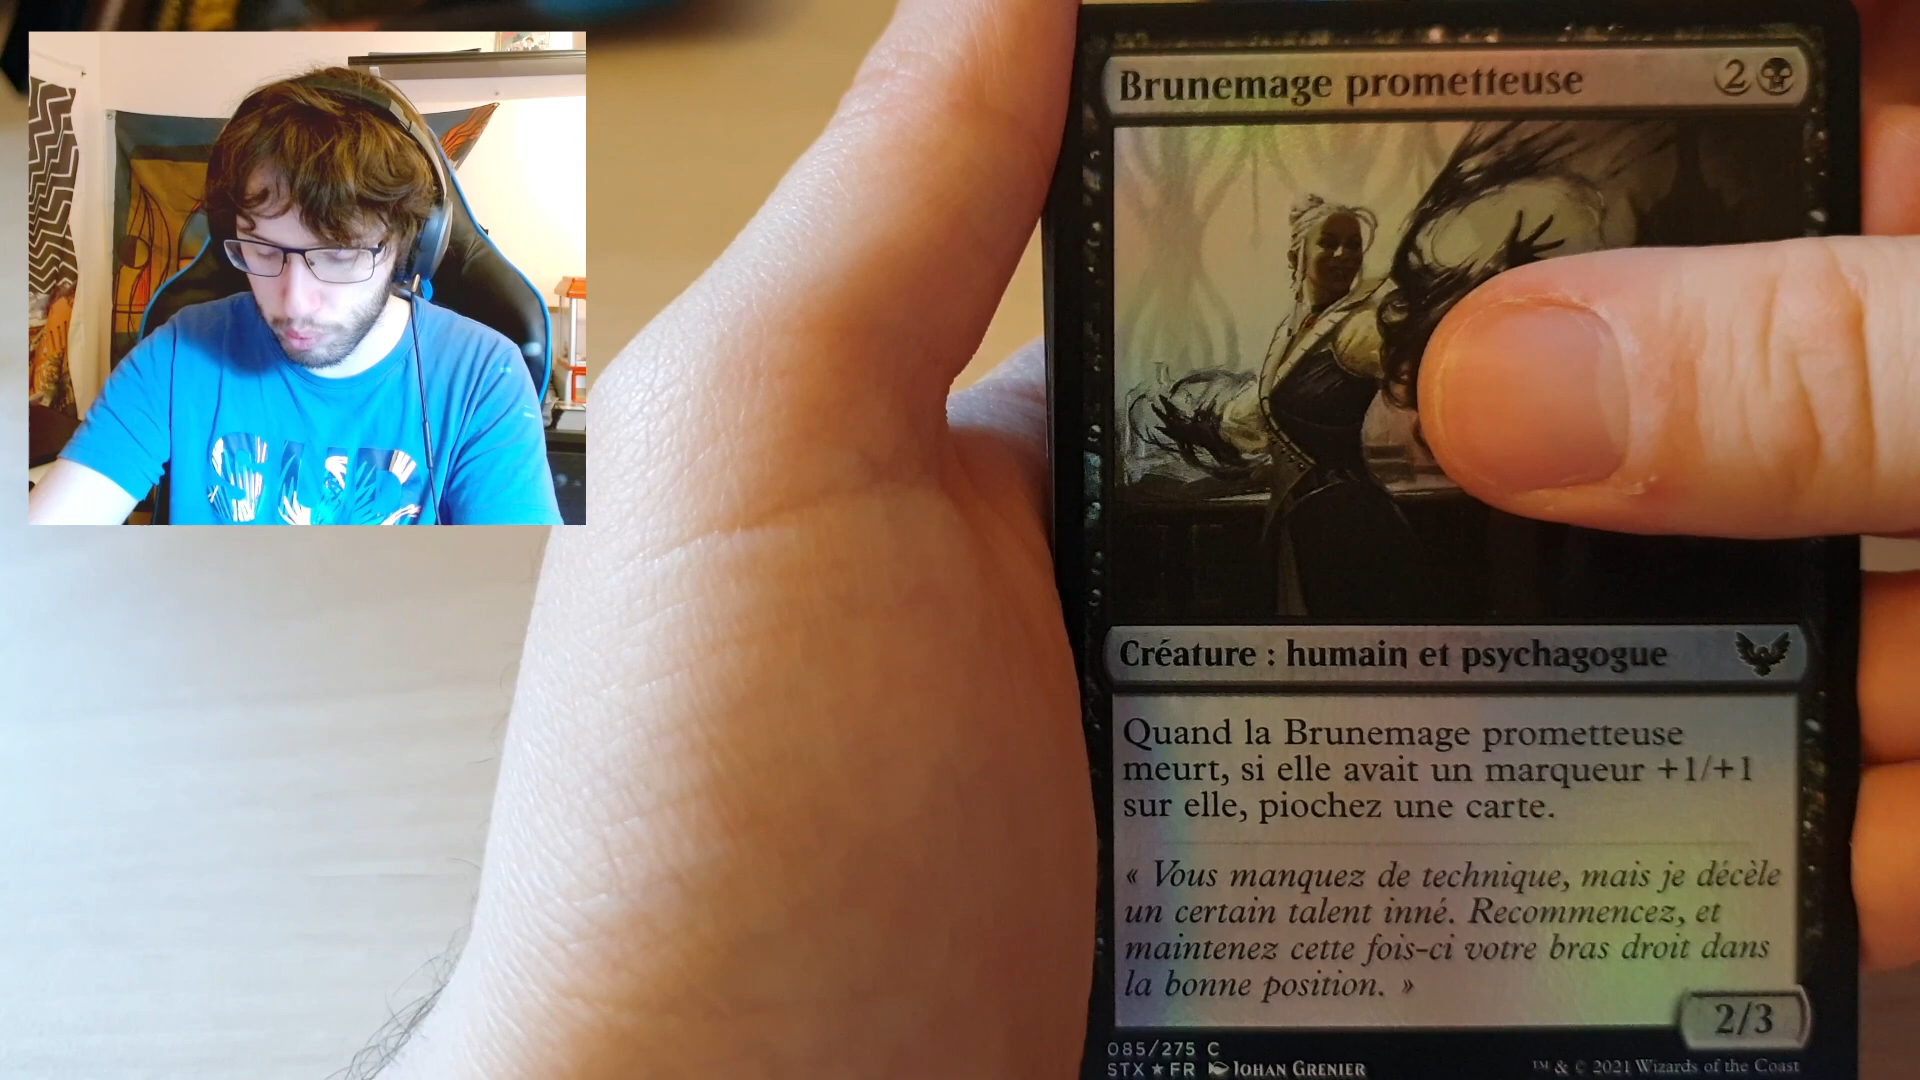 Brunemage prometteuse 2
Créature : humain et psychagogue
Quand la Brunemage prometteuse
meurt, si elle avait un marqueur +1/+1
sur elle, piochez une carte.
« Vous manquez de technique, mais je décèle
un certain talent inné. Recommencez, et
maintenez cette fois-ci votre bras droit dans
la bonne position. »
2/3
085/275 C
STX ★ FR JOHAN GRENIER
™ & © 2021 Wizards of the Coast